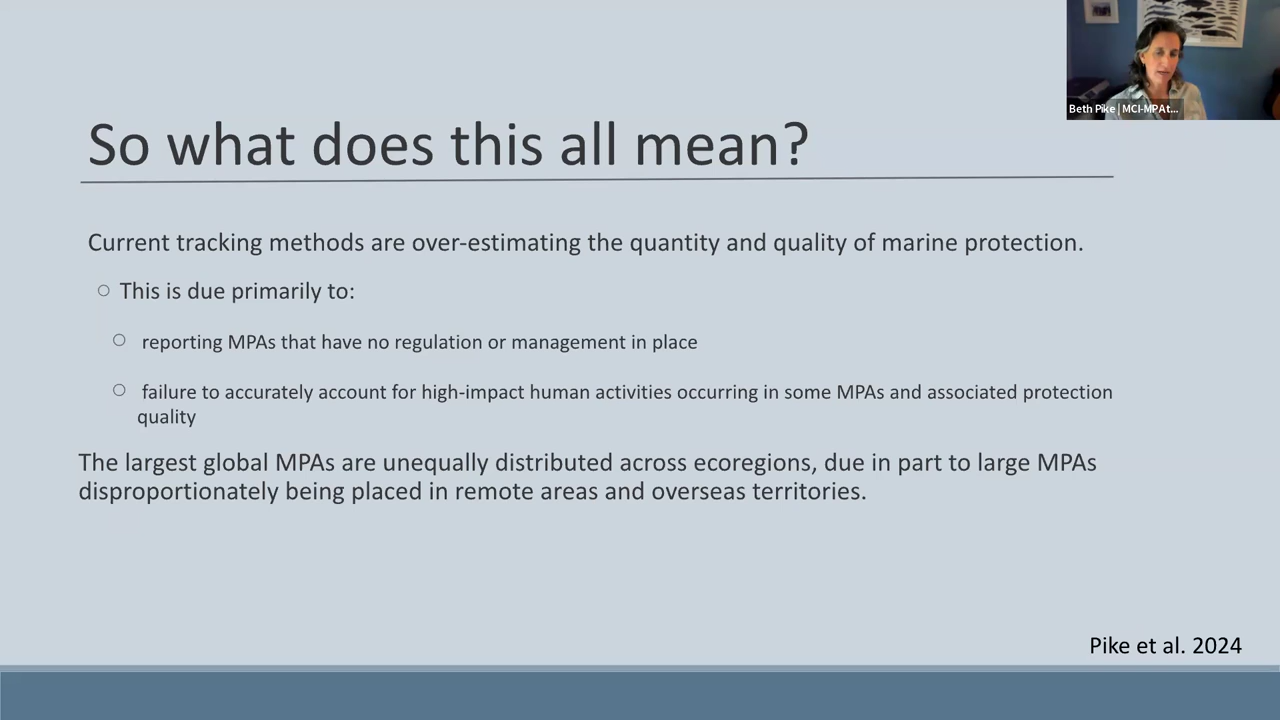 Beth Pike | MCI-MPAt...
So what does this all mean?
Current tracking methods are over-estimating the quantity and quality of marine protection.
○ This is due primarily to:
○ reporting MPAs that have no regulation or management in place
○ failure to accurately account for high-impact human activities occurring in some MPAs and associated protection
quality
The largest global MPAs are unequally distributed across ecoregions, due in part to large MPAs
disproportionately being placed in remote areas and overseas territories.
Pike et al. 2024